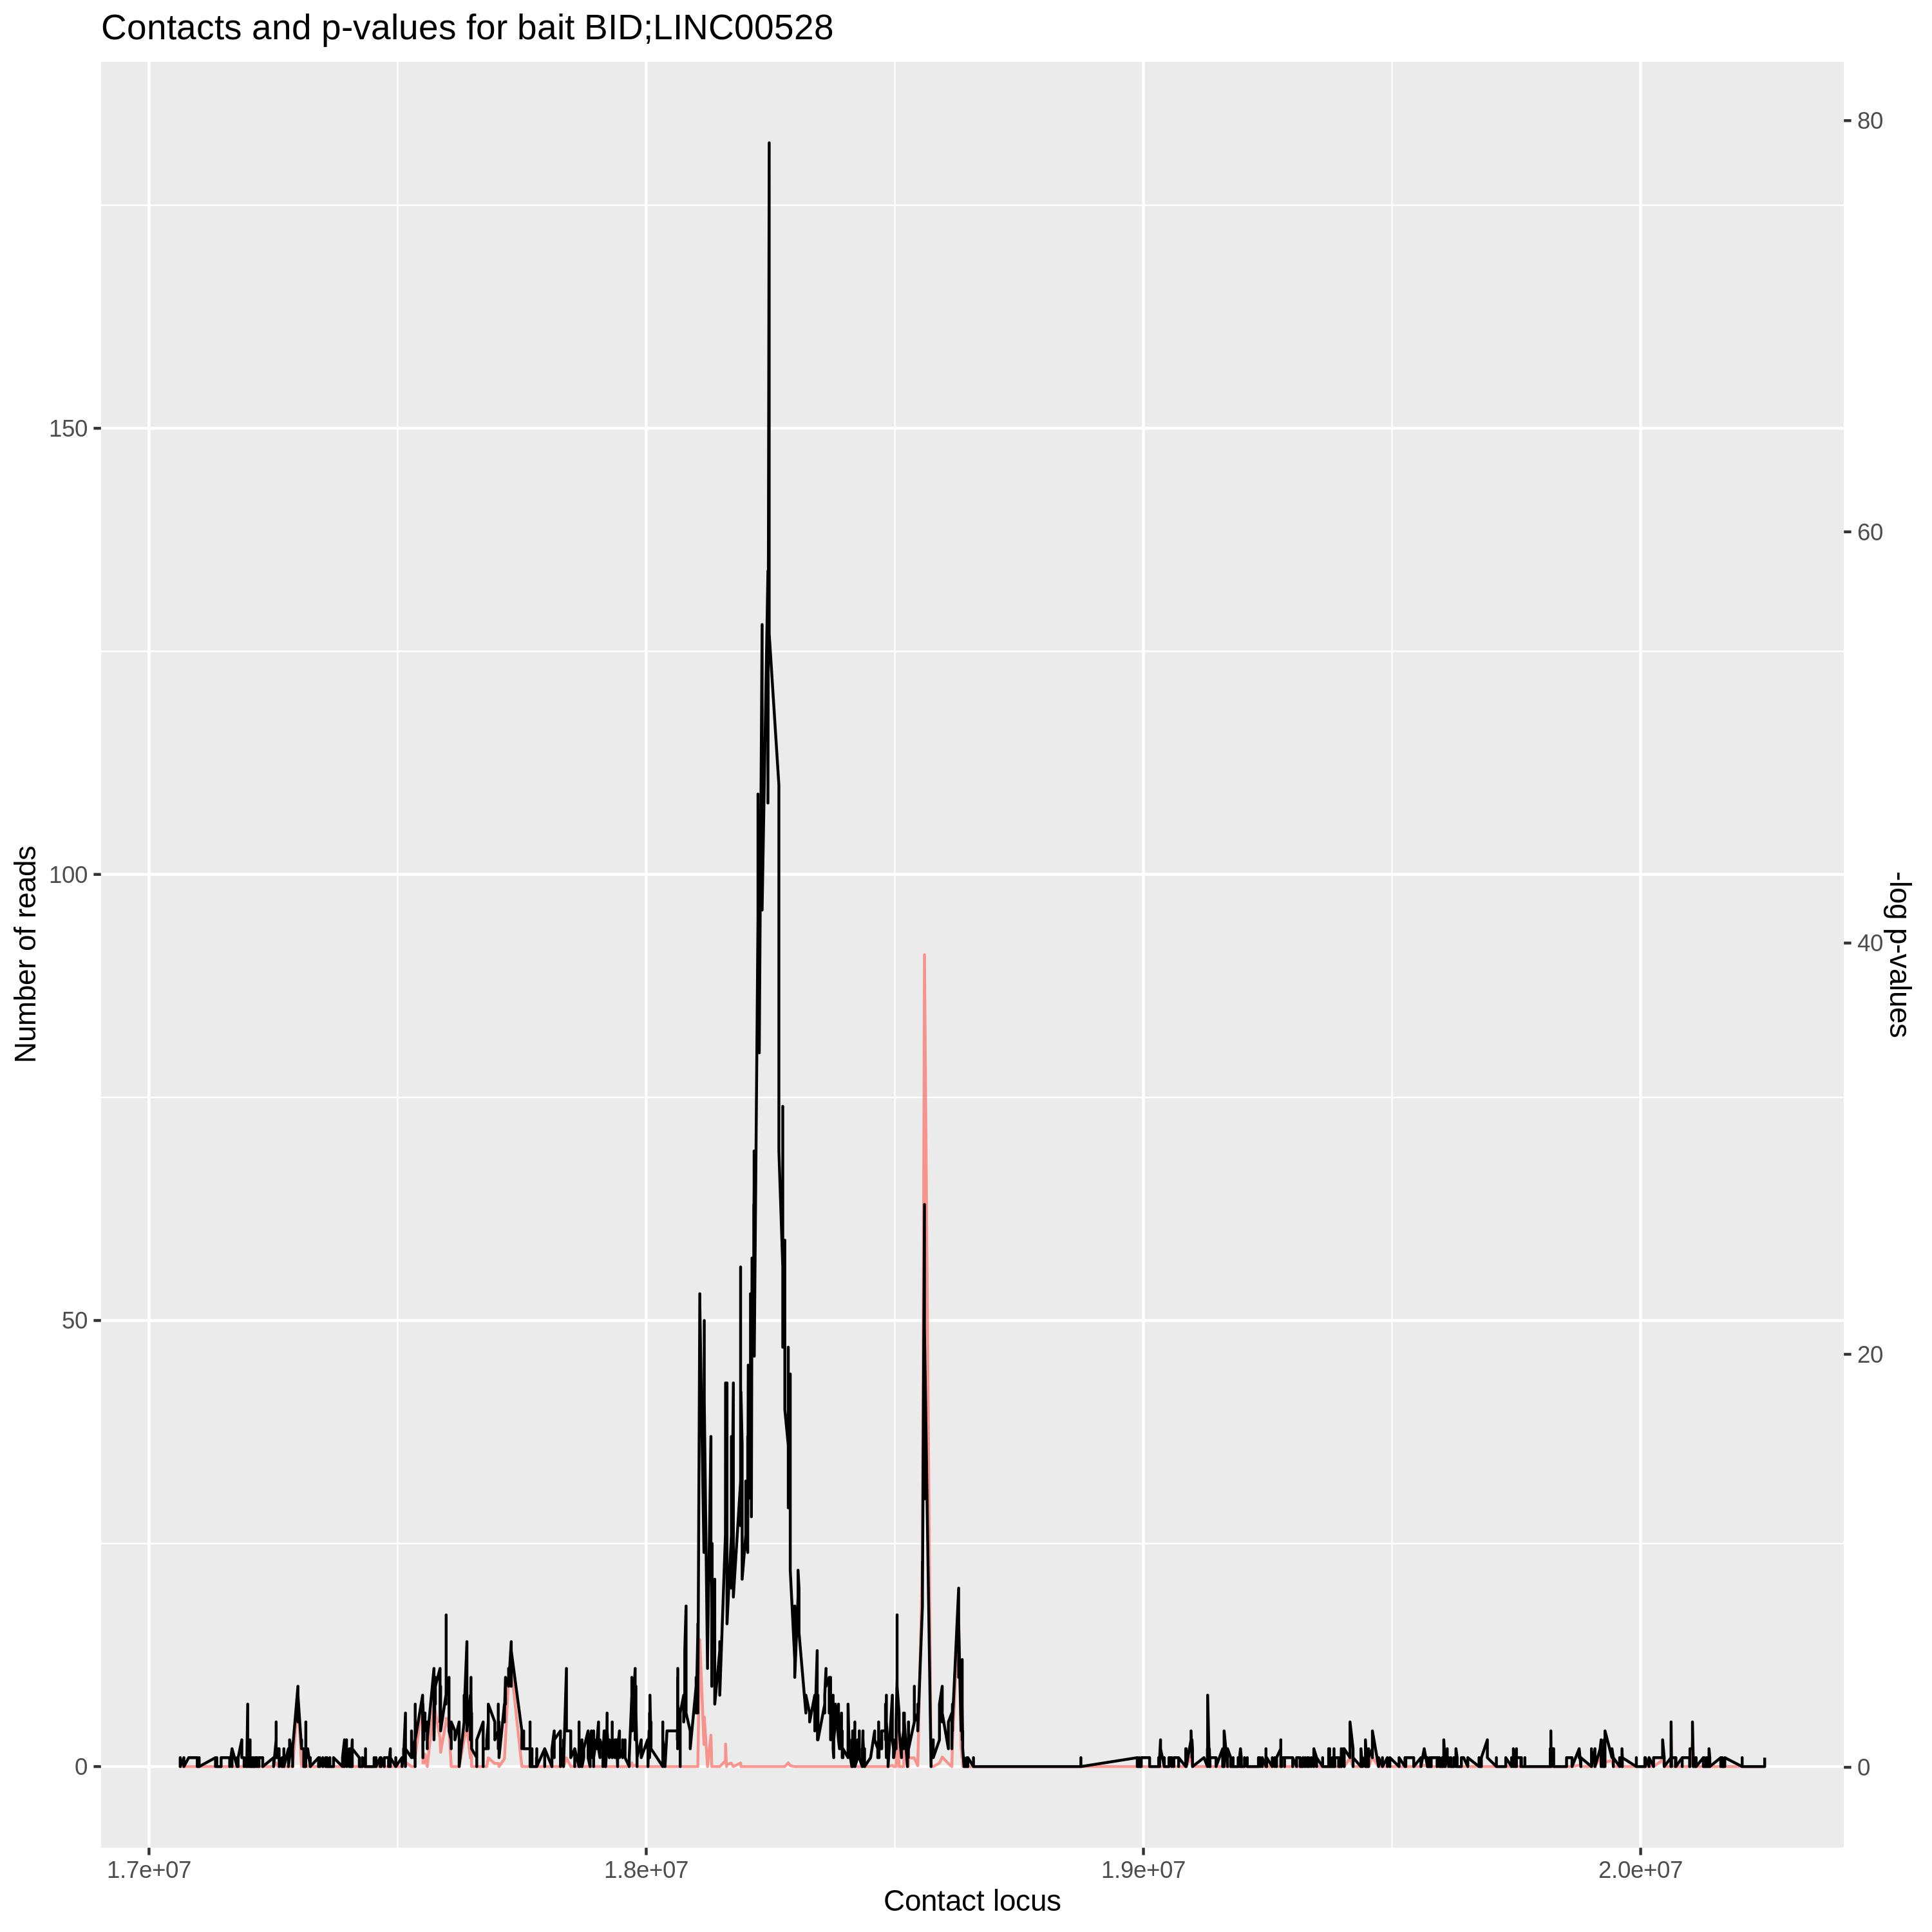 Contacts and p-values for bait BID;LINC00528
150
100
50
0
80
60
40
20
0
Number of reads
-log p-values
1.7e+07 1.8e+07 1.9e+07 2.0e+07
Contact locus